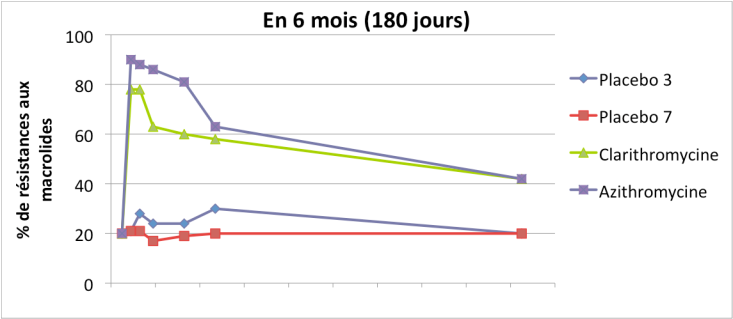 En 6 mois (180 jours)
% de résistances aux
macrolides
100
80
60
40
20
0
Placebo 3
Placebo 7
Clarithromycine
Azithromycine